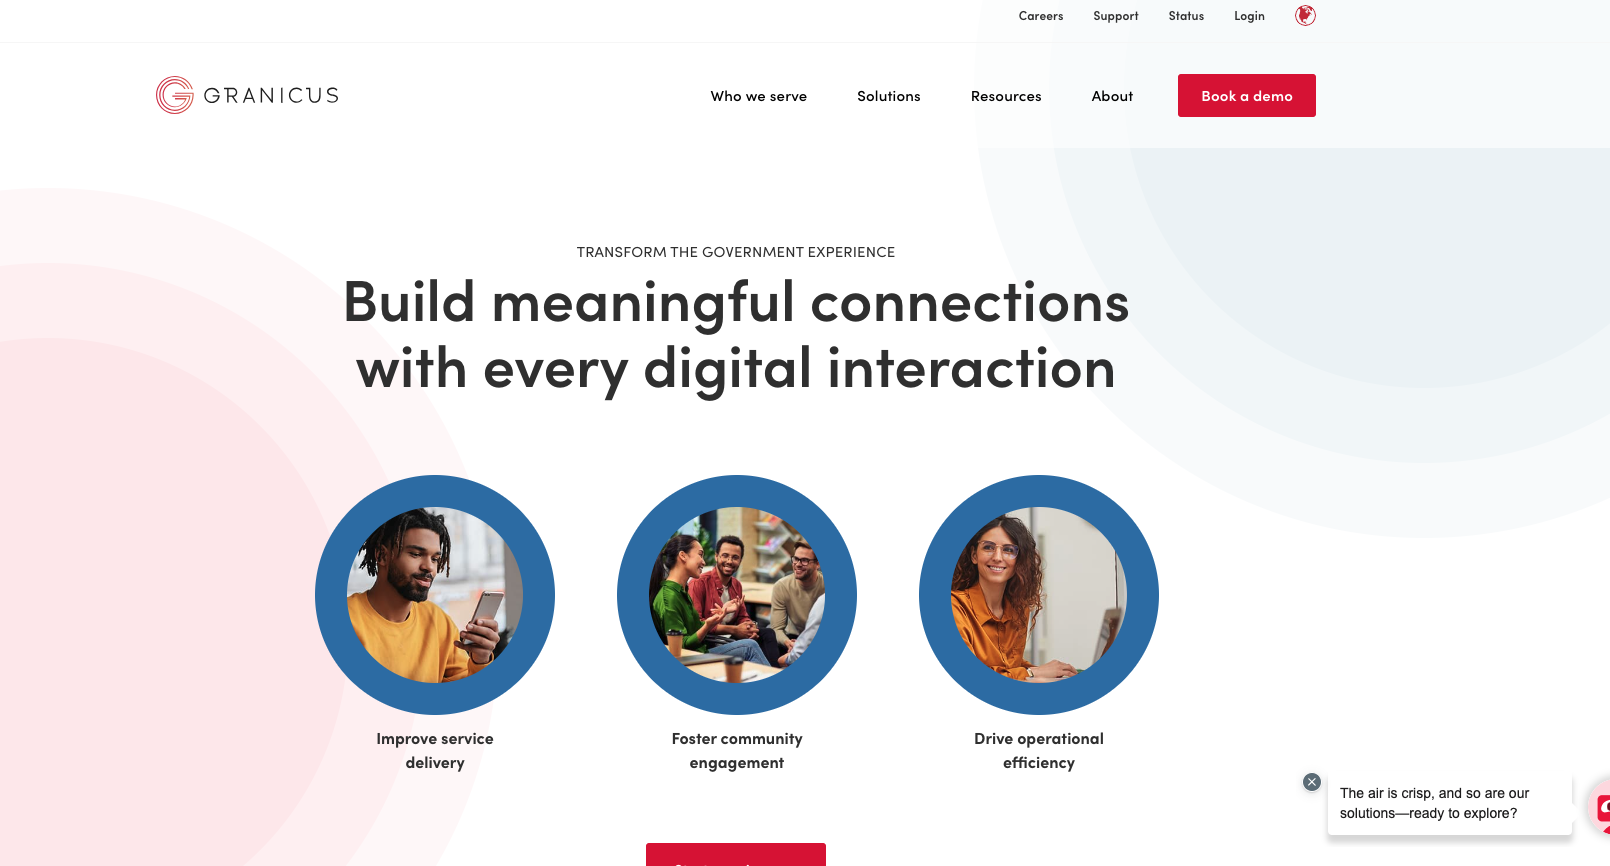 Careers Support Status Login
GRANICUS
Who we serve Solutions Resources About Book a demo
TRANSFORM THE GOVERNMENT EXPERIENCE
Build meaningful connections
with every digital interaction
Improve service
delivery
Foster community
engagement
Drive operational
efficiency
The air is crisp, and so are our
solutions—ready to explore?